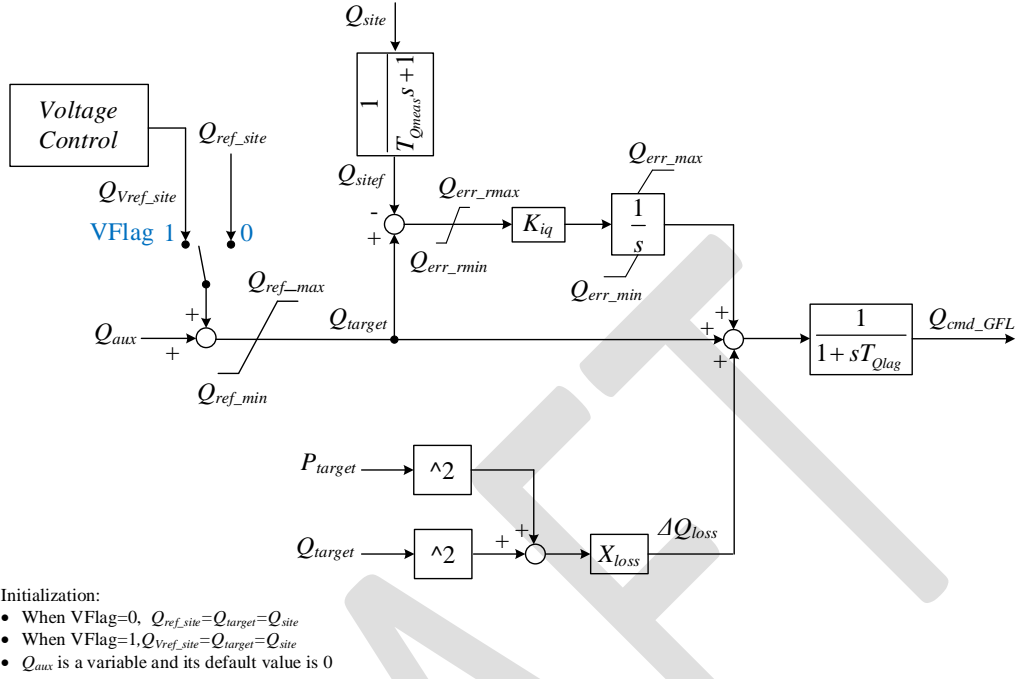 Q_site
1
T_Qmeas s + 1
Voltage
Control
Q_ref_site
Q_Vref_site
Q_sitef
VFlag 1
0
-
+
Q_err_rmax
Q_err_rmin
K_iq
Q_err_max
1
s
Q_err_min
Q_aux
+
+
Q_ref_max
Q_ref_min
Q_target
+
+
+
1
1 + sT_Qlag
Q_cmd_GFL
P_target
^2
Q_target
^2
+
+
X_loss
ΔQ_loss
Initialization:
• When VFlag=0, Q_ref_site=Q_target=Q_site
• When VFlag=1,Q_Vref_site=Q_target=Q_site
• Q_aux is a variable and its default value is 0